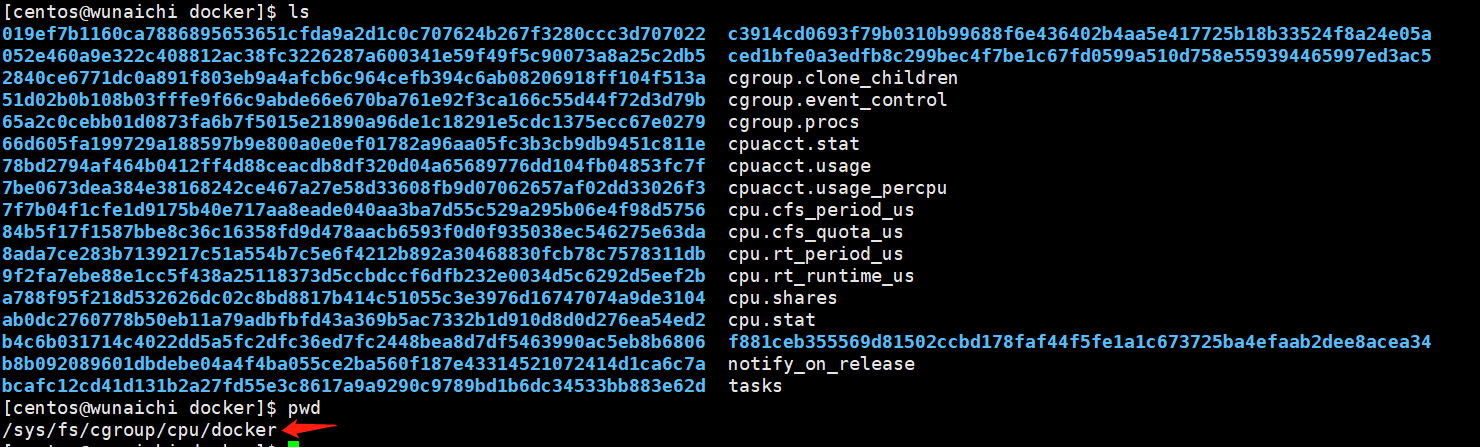 [centos@wunaichi docker]$ ls
019ef7b1160ca7886895653651cfda9a2d1c0c707624b267f3280ccc3d707022 c3914cd0693f79b0310b99688f6e436402b4aa5e417725b18b33524f8a24e05a
052e460a9e322c408812ac38fc3226287a600341e59f49f5c90073a8a25c2db5 ced1bfe0a3edfb8c299bec4f7be1c67fd0599a510d758e559394465997ed3ac5
2840ce6771dc0a891f803eb9a4afcb6c964cefb394c6ab08206918ff104f513a cgroup.clone_children
51d02b0b108b03fffe9f66c9abde66e670ba761e92f3ca166c55d44f72d3d79b cgroup.event_control
65a2c0cebb01d0873fa6b7f5015e21890a96de1c18291e5cdc1375ecc67e0279 cgroup.procs
66d605fa199729a188597b9e800a0e0ef01782a96aa05fc3b3cb9db9451c811e cpuacct.stat
78bd2794af464b0412ff4d88ceacdb8df320d04a65689776dd104fb04853fc7f cpuacct.usage
7be0673dea384e38168242ce467a27e58d33608fb9d07062657af02dd33026f3 cpuacct.usage_percpu
7f7b04f1cfe1d9175b40e717aa8eade040aa3ba7d55c529a295b06e4f98d5756 cpu.cfs_period_us
84b5f17f1587bbe8c36c16358fd9d478aacb6593f0d0f935038ec546275e63da cpu.cfs_quota_us
8ada7ce283b7139217c51a554b7c5e6f4212b892a30468830fcb78c7578311db cpu.rt_period_us
9f2fa7ebe88e1cc5f438a25118373d5ccbdccf6dfb232e0034d5c6292d5eef2b cpu.rt_runtime_us
a788f95f218d532626dc02c8bd8817b414c51055c3e3976d16747074a9de3104 cpu.shares
ab0dc2760778b50eb11a79adbfbfd43a369b5ac7332b1d910d8d0d276ea54ed2 cpu.stat
b4c6b031714c4022dd5a5fc2dfc36ed7fc2448bea8d7df5463990ac5eb8b6806 f881ceb355569d81502ccbd178faf44f5fe1a1c673725ba4efaab2dee8acea34
b8b092089601dbdebe04a4f4ba055ce2ba560f187e433145210​72414d1ca6c7a notify_on_release
bcafc12cd41d131b2a27fd55e3c8617a9a9290c9789bd1b6dc34533bb883e62d tasks
[centos@wunaichi docker]$ pwd
/sys/fs/cgroup/cpu/docker